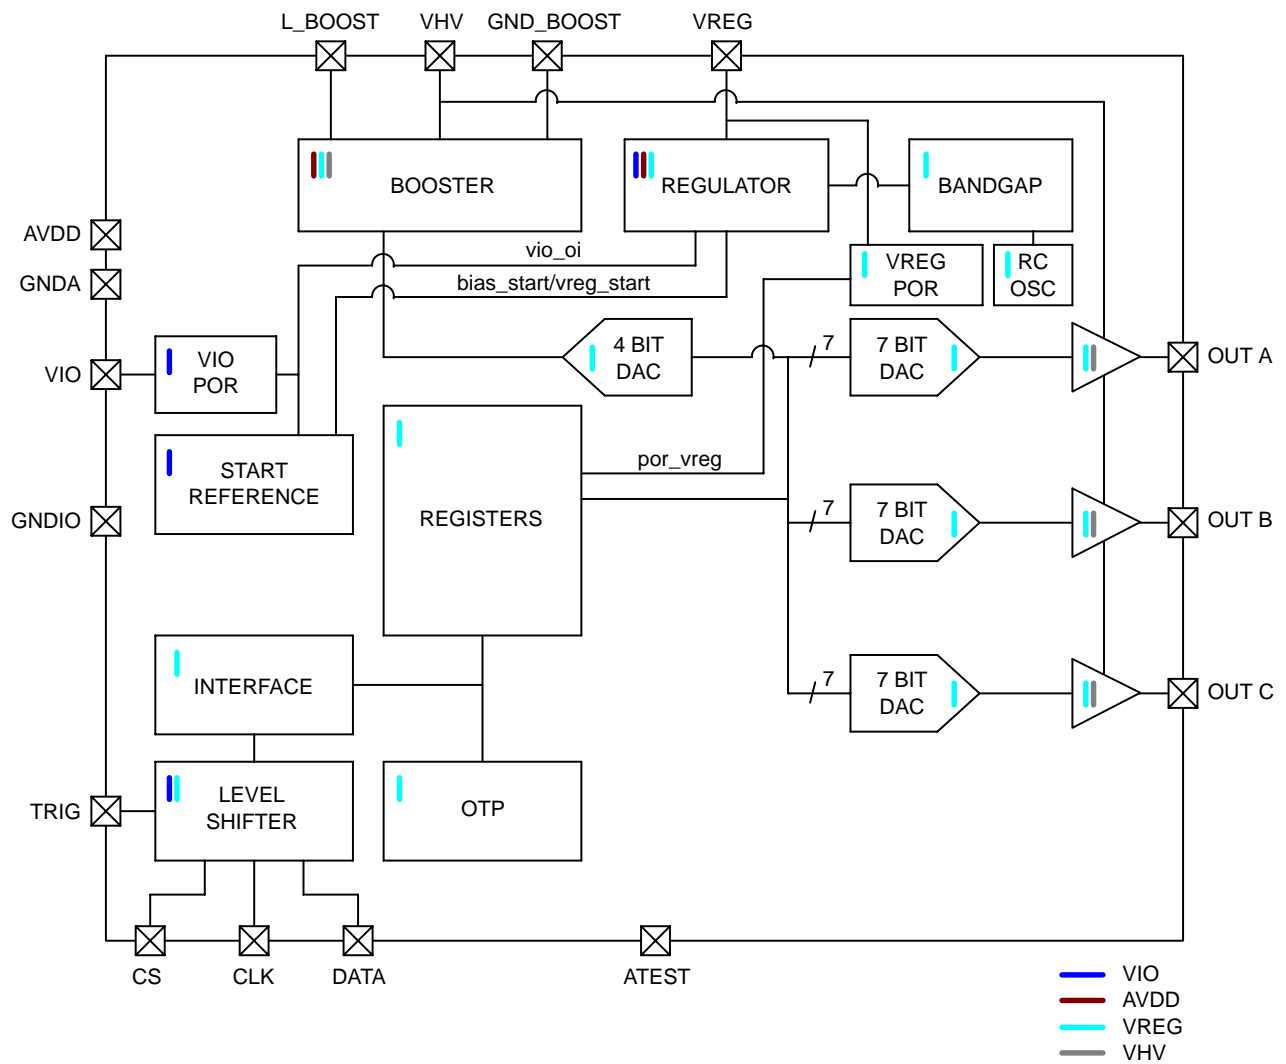 L_BOOST VHV GND_BOOST VREG
BOOSTER
REGULATOR
BANDGAP
AVDD
GNDA
vio_oi
bias_start/vreg_start
VREG
POR
RC
OSC
VIO
VIO
POR
4 BIT
DAC
7
7 BIT
DAC
OUT A
START
REFERENCE
por_vreg
GNDIO
REGISTERS
7
7 BIT
DAC
OUT B
INTERFACE
7
7 BIT
DAC
OUT C
TRIG
LEVEL
SHIFTER
OTP
CS CLK DATA ATEST
VIO
AVDD
VREG
VHV